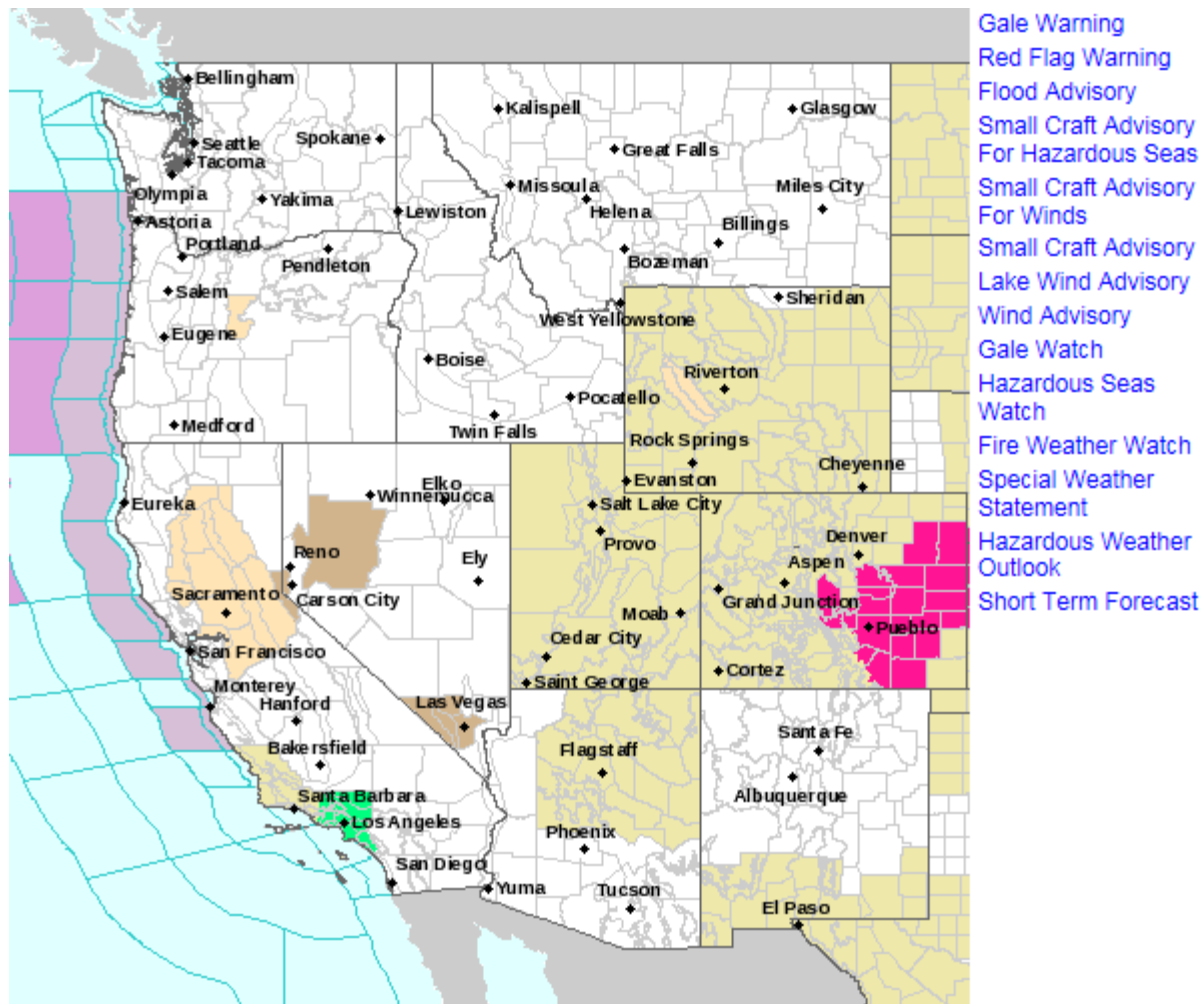 Gale Warning
Red Flag Warning
Flood Advisory
Small Craft Advisory
For Hazardous Seas
Small Craft Advisory
For Winds
Small Craft Advisory
Lake Wind Advisory
Wind Advisory
Gale Watch
Hazardous Seas
Watch
Fire Weather Watch
Special Weather
Statement
Hazardous Weather
Outlook
Short Term Forecast
Bellingham
Kalispell
Glasgow
Seattle
Spokane
Great Falls
Tacoma
Olympia
Missoula
Miles City
Yakima
Lewiston
Helena
Astoria
Billings
Portland
Pendleton
Bozeman
Salem
Sheridan
West Yellowstone
Eugene
Boise
Riverton
Pocatello
Medford
Twin Falls
Rock Springs
Cheyenne
Evanston
Elko
Winnemucca
Eureka
Salt Lake City
Denver
Provo
Reno
Ely
Aspen
Sacramento
Carson City
Grand Junction
Moab
Pueblo
Cedar City
San Francisco
Cortez
Saint George
Monterey
Hanford
Las Vegas
Santa Fe
Bakersfield
Flagstaff
Albuquerque
Santa Barbara
Los Angeles
Phoenix
San Diego
Yuma
Tucson
El Paso